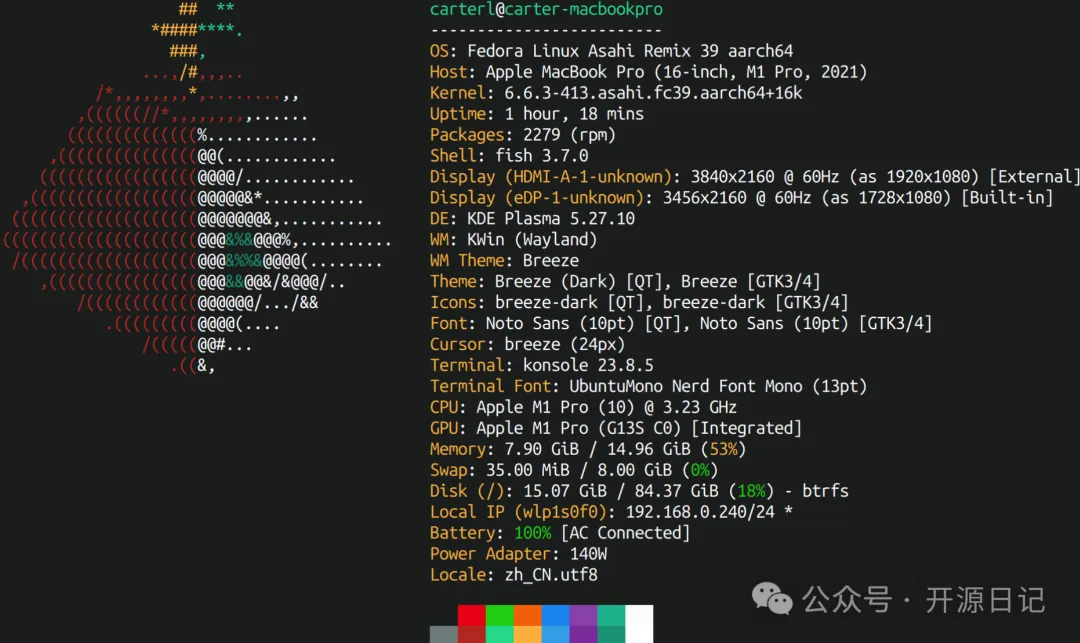 carterl@carter-macbookpro
-------------------------
OS: Fedora Linux Asahi Remix 39 aarch64
Host: Apple MacBook Pro (16-inch, M1 Pro, 2021)
Kernel: 6.6.3-413.asahi.fc39.aarch64+16k
Uptime: 1 hour, 18 mins
Packages: 2279 (rpm)
Shell: fish 3.7.0
Display (HDMI-A-1-unknown): 3840x2160 @ 60Hz (as 1920x1080) [External]
Display (eDP-1-unknown): 3456x2160 @ 60Hz (as 1728x1080) [Built-in]
DE: KDE Plasma 5.27.10
WM: KWin (Wayland)
WM Theme: Breeze
Theme: Breeze (Dark) [QT], Breeze [GTK3/4]
Icons: breeze-dark [QT], breeze-dark [GTK3/4]
Font: Noto Sans (10pt) [QT], Noto Sans (10pt) [GTK3/4]
Cursor: breeze (24px)
Terminal: konsole 23.8.5
Terminal Font: UbuntuMono Nerd Font Mono (13pt)
CPU: Apple M1 Pro (10) @ 3.23 GHz
GPU: Apple M1 Pro (G13S C0) [Integrated]
Memory: 7.90 GiB / 14.96 GiB (53%)
Swap: 35.00 MiB / 8.00 GiB (0%)
Disk (/): 15.07 GiB / 84.37 GiB (18%) - btrfs
Local IP (wlp1s0f0): 192.168.0.240/24 *
Battery: 100% [AC Connected]
Power Adapter: 140W
Locale: zh_CN.utf8
公众号 · 开源日记